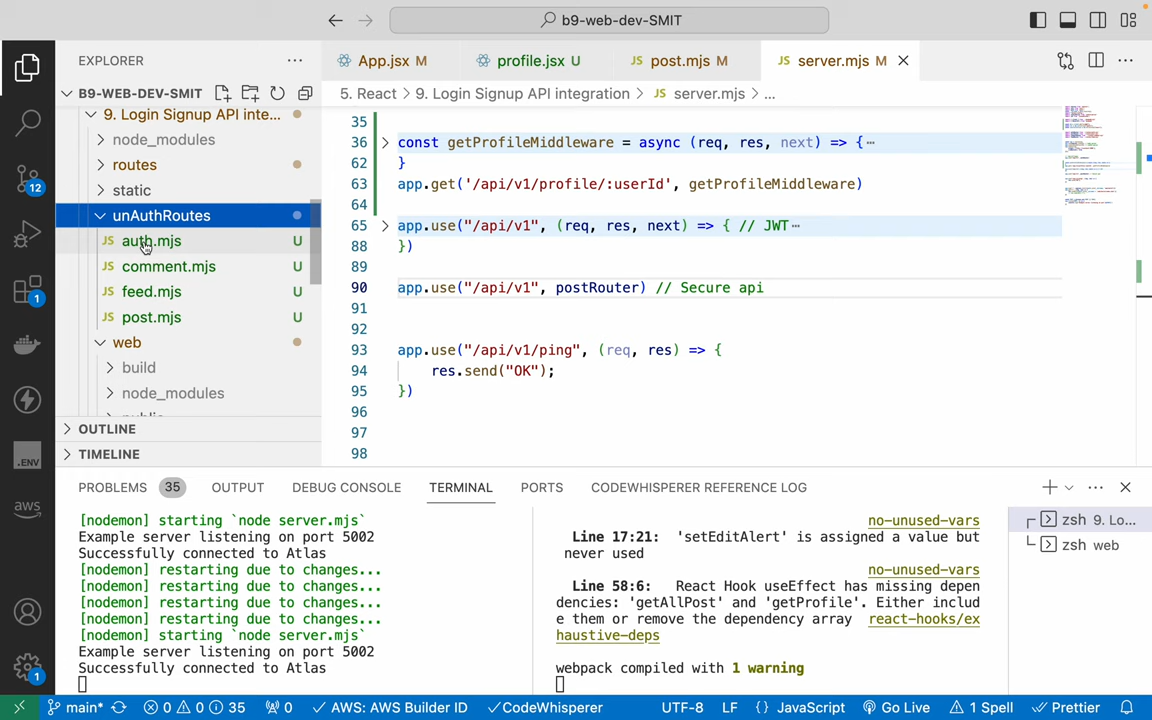 b9-web-dev-SMIT
EXPLORER
B9-WEB-DEV-SMIT
9. Login Signup API inte...
node_modules
routes
static
unAuthRoutes
JS auth.mjs U
JS comment.mjs U
JS feed.mjs U
JS post.mjs U
web
build
node_modules
OUTLINE
TIMELINE
App.jsx M
profile.jsx U
JS post.mjs M
JS server.mjs M
5. React > 9. Login Signup API integration > JS server.mjs > ...
35
36 const getProfileMiddleware = async (req, res, next) => {…
62 }
63 app.get('/api/v1/profile/:userId', getProfileMiddleware)
64
65 app.use("/api/v1", (req, res, next) => { // JWT…
88 })
89
90 app.use("/api/v1", postRouter) // Secure api
91
92
93 app.use("/api/v1/ping", (req, res) => {
94 res.send("OK");
95 })
96
97
98
PROBLEMS 35 OUTPUT DEBUG CONSOLE TERMINAL PORTS CODEWHISPERER REFERENCE LOG
[nodemon] starting `node server.mjs`
Example server listening on port 5002
Successfully connected to Atlas
[nodemon] restarting due to changes...
[nodemon] restarting due to changes...
[nodemon] restarting due to changes...
[nodemon] restarting due to changes...
[nodemon] starting `node server.mjs`
Example server listening on port 5002
Successfully connected to Atlas
no-unused-vars
Line 17:21: 'setEditAlert' is assigned a value but
never used
no-unused-vars
Line 58:6: React Hook useEffect has missing depen
dencies: 'getAllPost' and 'getProfile'. Either includ
e them or remove the dependency array react-hooks/ex
haustive-deps
webpack compiled with 1 warning
zsh 9. Lo...
zsh web
12
1
.ENV
aws
1
main* 0 0 35 0 AWS: AWS Builder ID CodeWhisperer UTF-8 LF {} JavaScript Go Live 1 Spell Prettier